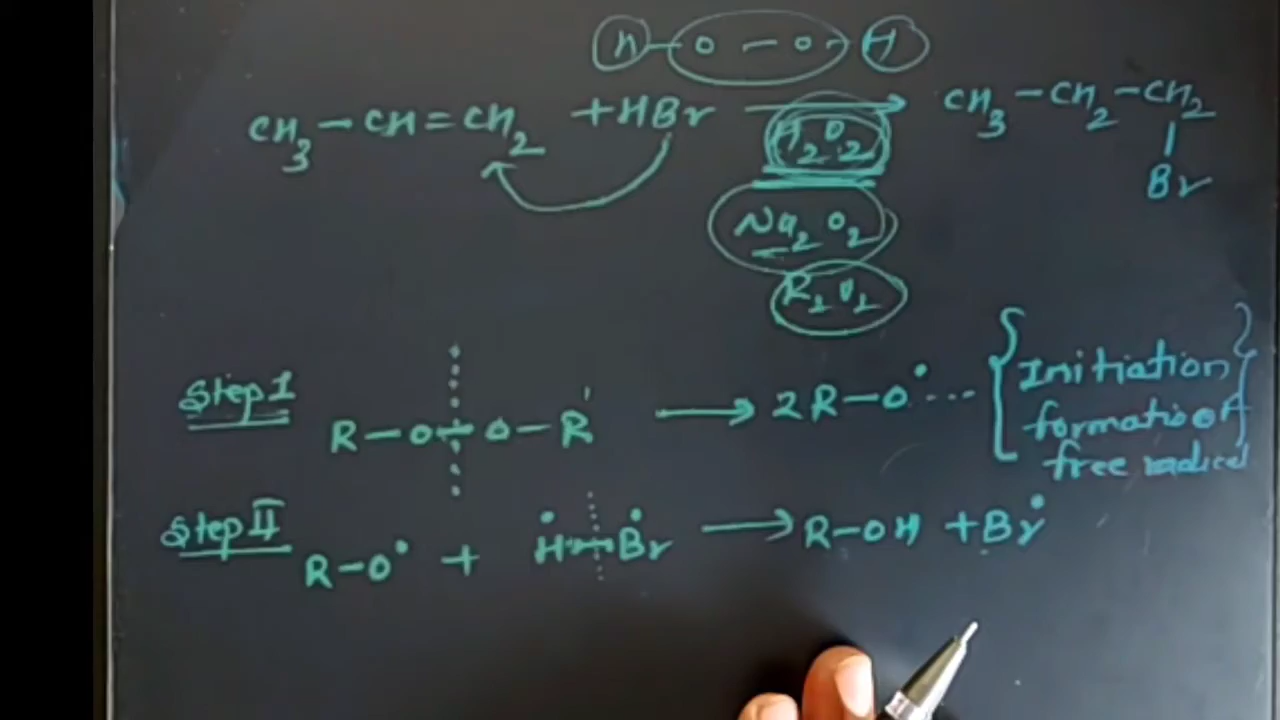 H—O—O—H
CH3—CH=CH2 +HBr ⟶ CH3—CH2—CH2
H2O2
Br
Na2O2
R2O2
Step I
R—O—O—R' ⟶ 2R—O• ... {Initiation
formation of
free radical}
Step II
R—O• + H•—•Br ⟶ R—OH +Br•